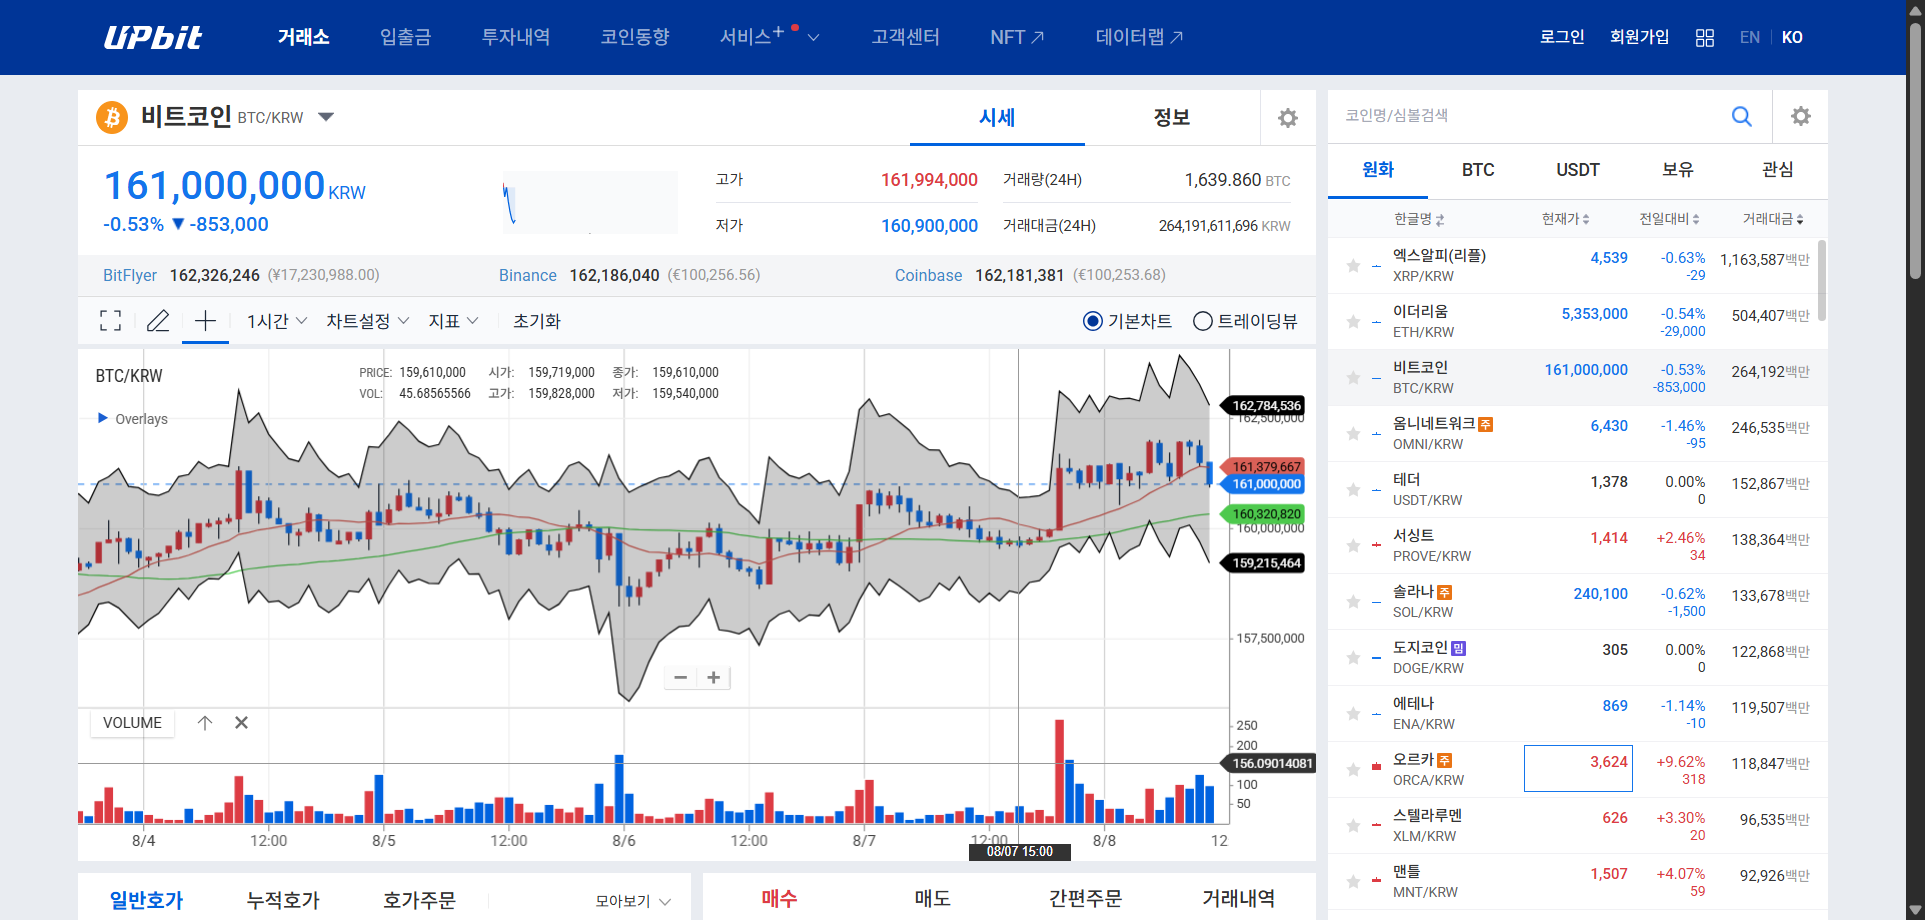 UPbit 거래소 입출금 투자내역 코인동향 서비스+ 고객센터 NFT 데이터랩 로그인 회원가입 EN KO
비트코인 BTC/KRW 시세 정보
161,000,000 KRW
-0.53% ▼ -853,000
고가 161,994,000 거래량(24H) 1,639.860 BTC
저가 160,900,000 거래대금(24H) 264,191,611,696 KRW
BitFlyer 162,326,246 (¥17,230,988.00) Binance 162,186,040 (€100,256.56) Coinbase 162,181,381 (€100,253.68)
1시간 차트설정 지표 초기화 기본차트 트레이딩뷰
BTC/KRW
PRICE: 159,610,000 시가: 159,719,000 종가: 159,610,000
VOL: 45.68565566 고가: 159,828,000 저가: 159,540,000
Overlays
162,784,536
162,500,000
161,379,667
161,000,000
160,320,820
160,000,000
159,215,464
157,500,000
VOLUME
250
200
156.09014081
100
50
8/4 12:00 8/5 12:00 8/6 12:00 8/7 12:00 8/8 12
08/07 15:00
일반호가 누적호가 호가주문 모아보기
매수 매도 간편주문 거래내역
코인명/심볼검색
원화 BTC USDT 보유 관심
한글명 현재가 전일대비 거래대금
엑스알피(리플) 4,539 -0.63% 1,163,587백만
XRP/KRW -29
이더리움 5,353,000 -0.54% 504,407백만
ETH/KRW -29,000
비트코인 161,000,000 -0.53% 264,192백만
BTC/KRW -853,000
옴니네트워크 주 6,430 -1.46% 246,535백만
OMNI/KRW -95
테더 1,378 0.00% 152,867백만
USDT/KRW 0
서싱트 1,414 +2.46% 138,364백만
PROVE/KRW 34
솔라나 주 240,100 -0.62% 133,678백만
SOL/KRW -1,500
도지코인 밈 305 0.00% 122,868백만
DOGE/KRW 0
에테나 869 -1.14% 119,507백만
ENA/KRW -10
오르카 주 3,624 +9.62% 118,847백만
ORCA/KRW 318
스텔라루멘 626 +3.30% 96,535백만
XLM/KRW 20
맨틀 1,507 +4.07% 92,926백만
MNT/KRW 59